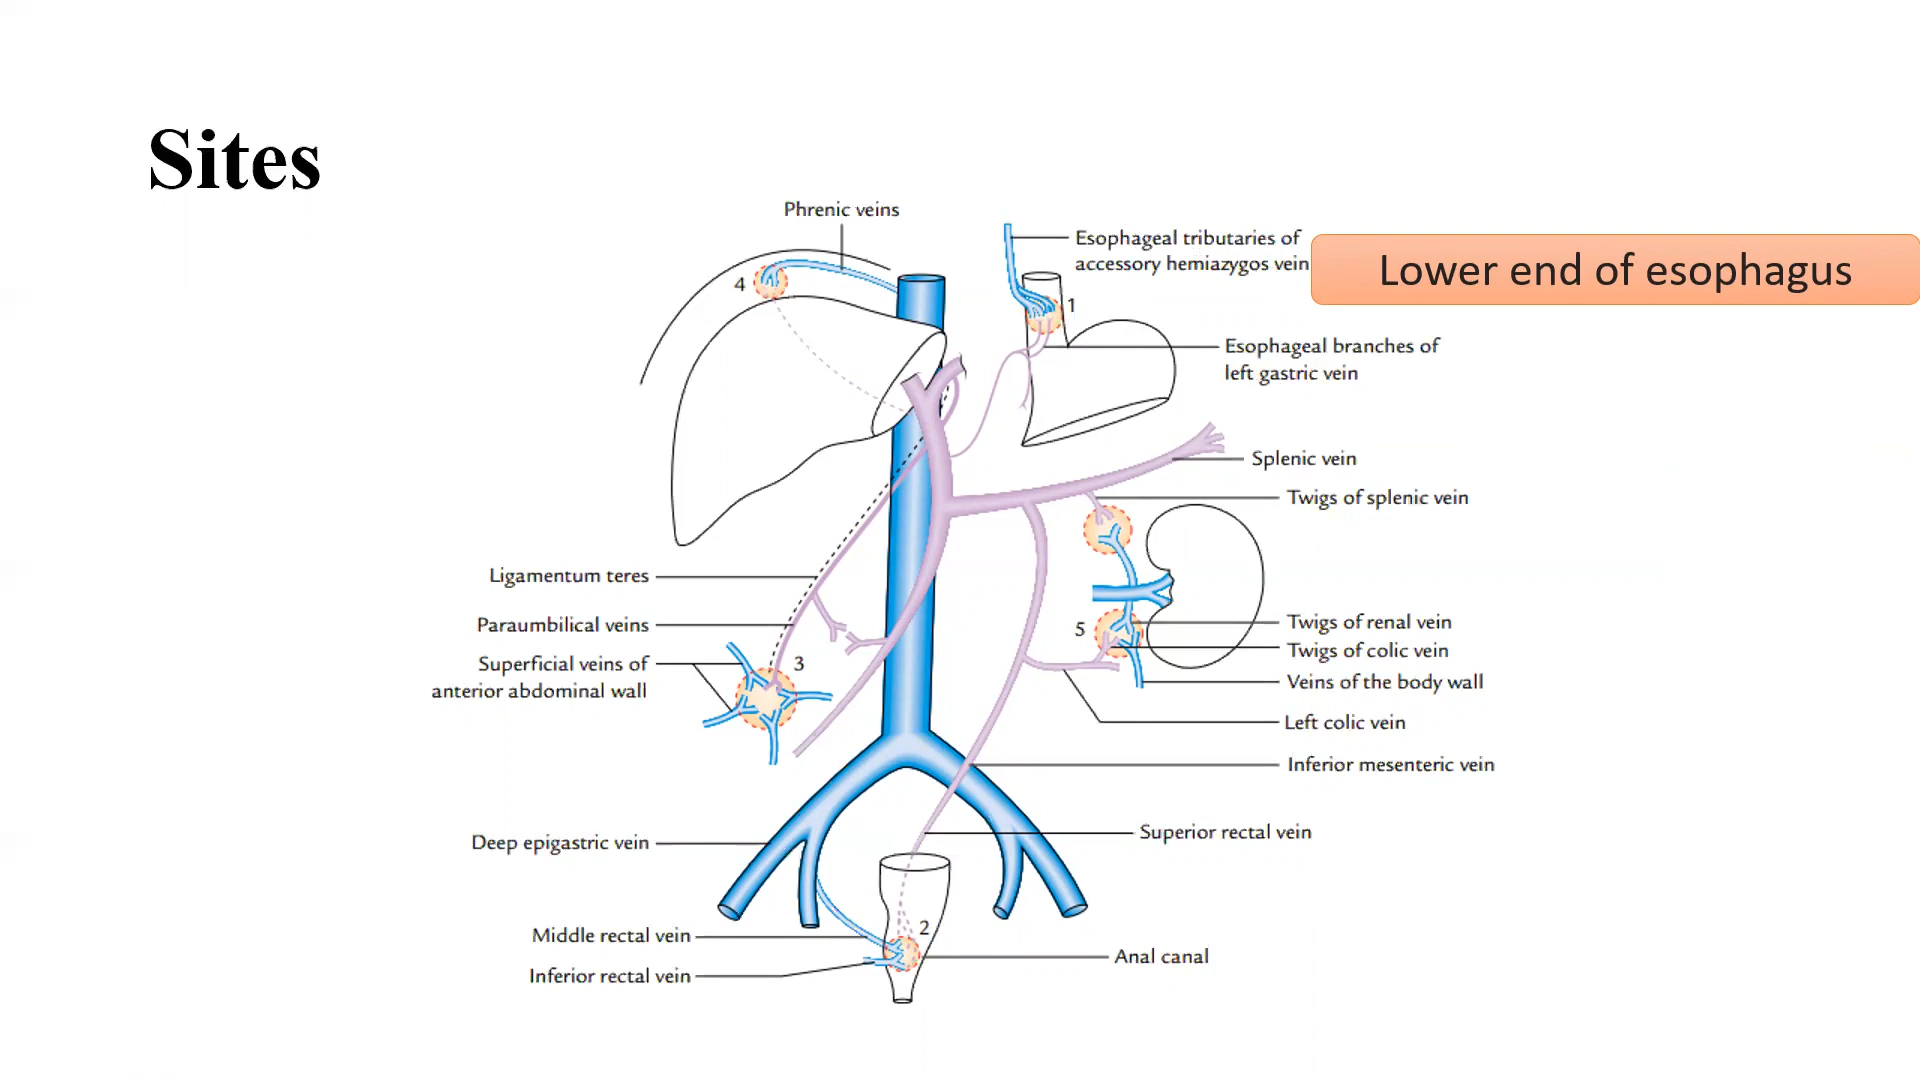 Sites
Phrenic veins
4
Esophageal tributaries of
accessory hemiazygos vein
Lower end of esophagus
1
Esophageal branches of
left gastric vein
Splenic vein
Twigs of splenic vein
Ligamentum teres
Paraumbilical veins
Superficial veins of
anterior abdominal wall
3
5
Twigs of renal vein
Twigs of colic vein
Veins of the body wall
Left colic vein
Inferior mesenteric vein
Superior rectal vein
Deep epigastric vein
Middle rectal vein
Inferior rectal vein
2
Anal canal